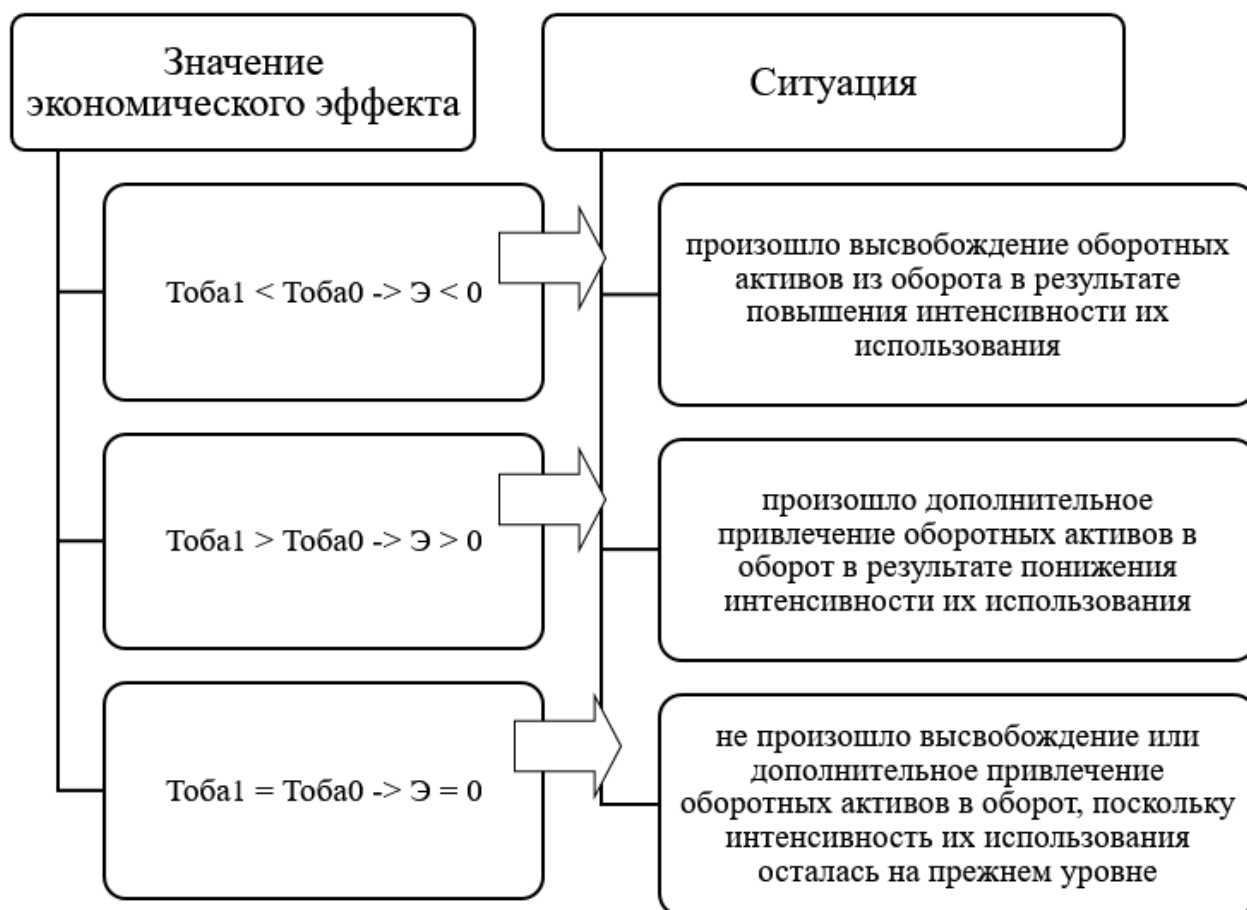 Значение
экономического эффекта
Ситуация
Тоба1 < Тоба0 -> Э < 0
произошло высвобождение оборотных
активов из оборота в результате
повышения интенсивности их
использования
Тоба1 > Тоба0 -> Э > 0
произошло дополнительное
привлечение оборотных активов в
оборот в результате понижения
интенсивности их использования
Тоба1 = Тоба0 -> Э = 0
не произошло высвобождение или
дополнительное привлечение
оборотных активов в оборот, поскольку
интенсивность их использования
осталась на прежнем уровне